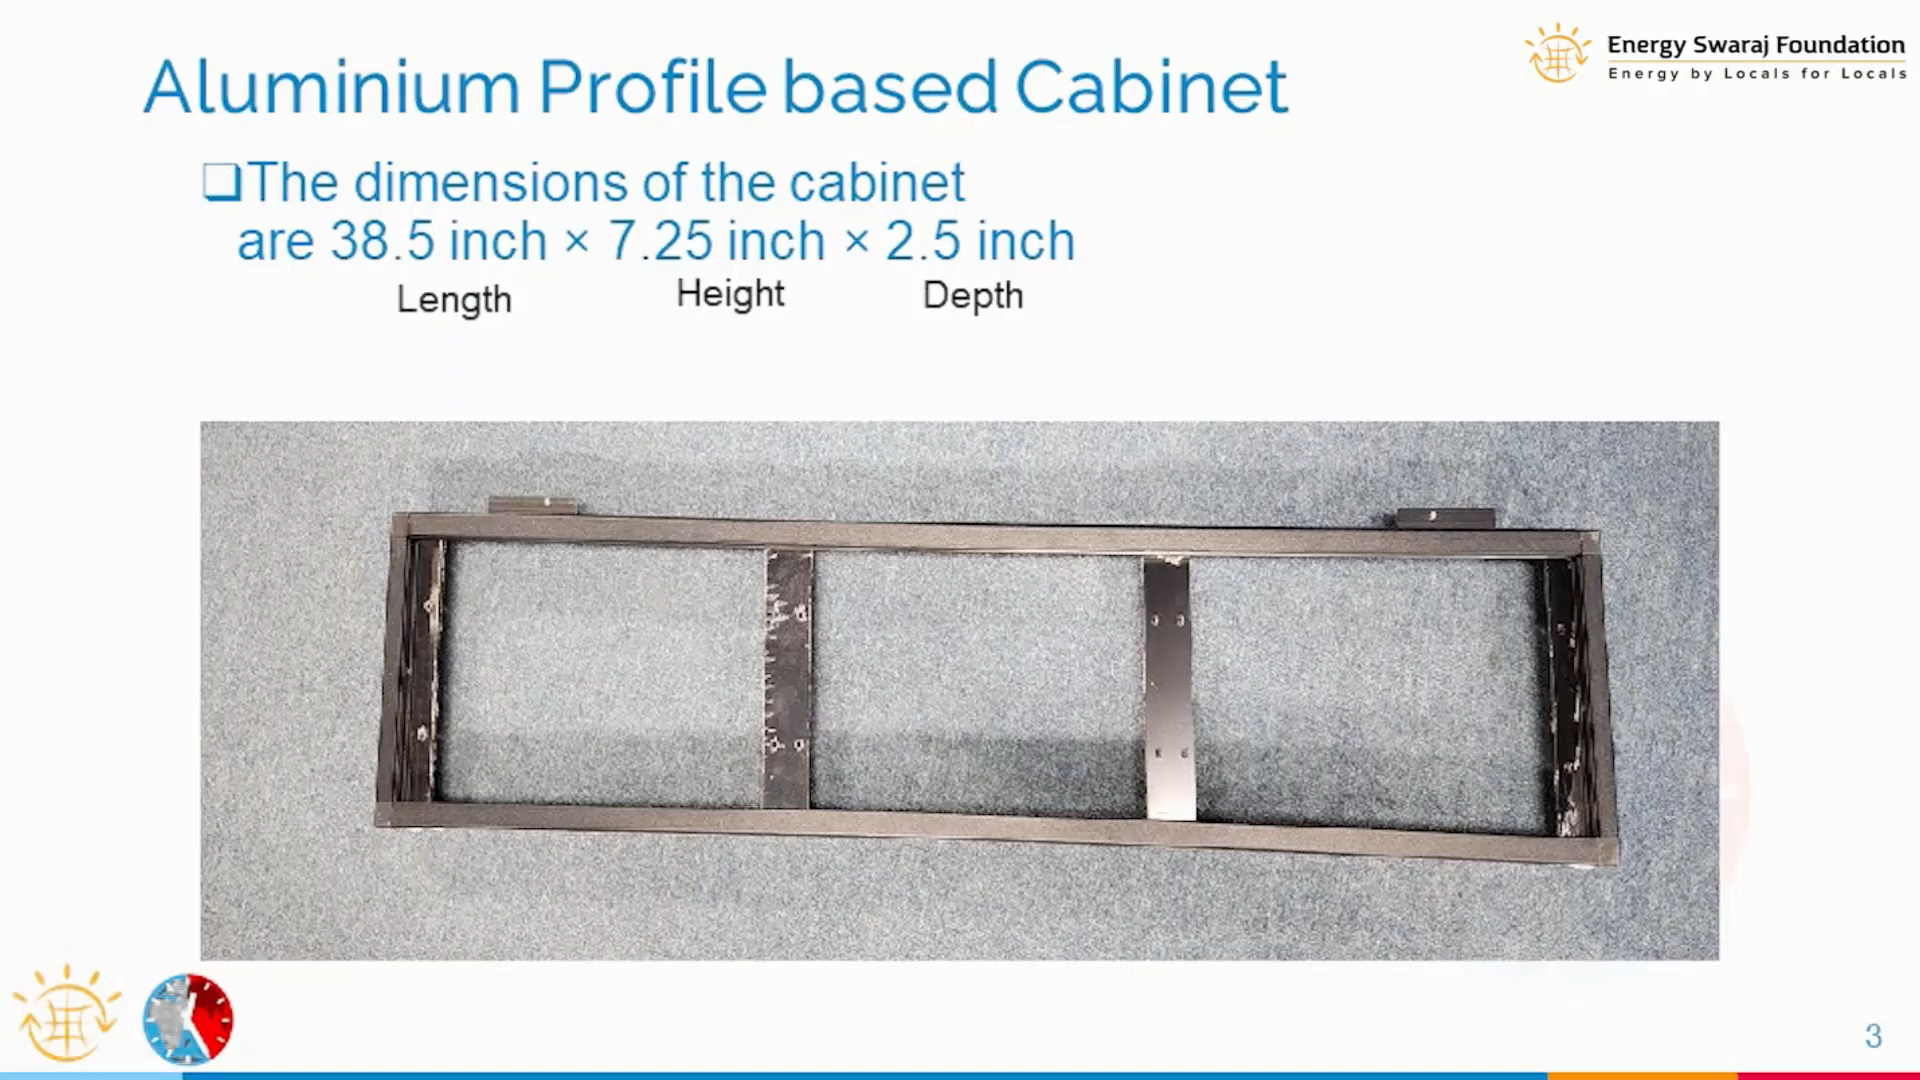 Energy Swaraj Foundation
Energy by Locals for Locals
Aluminium Profile based Cabinet
❑The dimensions of the cabinet
are 38.5 inch × 7.25 inch × 2.5 inch
Length Height Depth
3